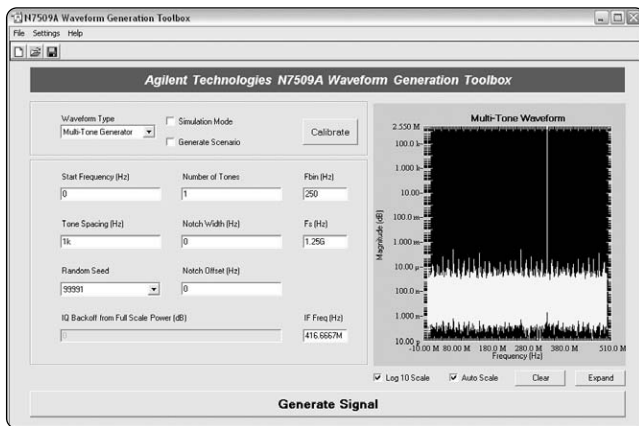 N7509A Waveform Generation Toolbox
File Settings Help
Agilent Technologies N7509A Waveform Generation Toolbox
Waveform Type
Multi-Tone Generator
Simulation Mode
Generate Scenario
Calibrate
Start Frequency (Hz)
0
Number of Tones
1
Fbin (Hz)
250
Tone Spacing (Hz)
1k
Notch Width (Hz)
0
Fs (Hz)
1.25G
Random Seed
99991
Notch Offset (Hz)
0
IQ Backoff from Full Scale Power (dB)
0
IF Freq (Hz)
416.6667M
Multi-Tone Waveform
Magnitude (dB)
2.550 M
100.0 k
1.000 k
10.00
100.0 m
1.000 m
10.00 µ
100.0 n
1.000 n
10.00 p
-10.00 M 80.00 M 180.0 M 280.0 M 380.0 M 510.0 M
Frequency (Hz)
Log 10 Scale
Auto Scale
Clear
Expand
Generate Signal